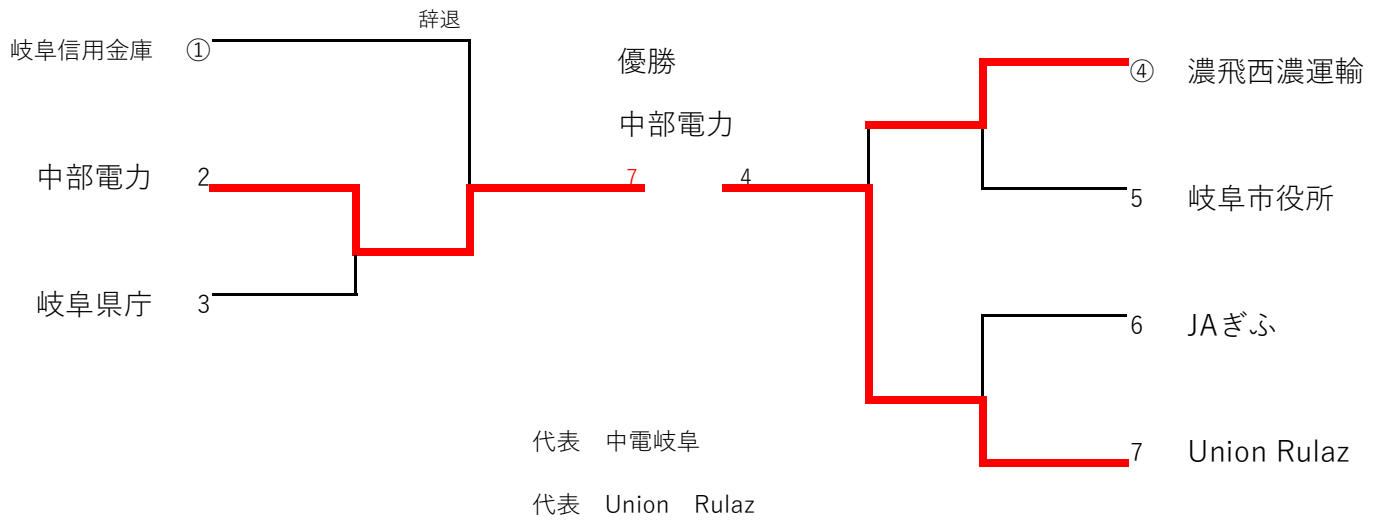 辞退
岐阜信用金庫 ①
中部電力 2
岐阜県庁 3
優勝
中部電力
7 4
④ 濃飛西濃運輸
5 岐阜市役所
6 JAぎふ
7 Union Rulaz
代表 中電岐阜
代表 Union Rulaz